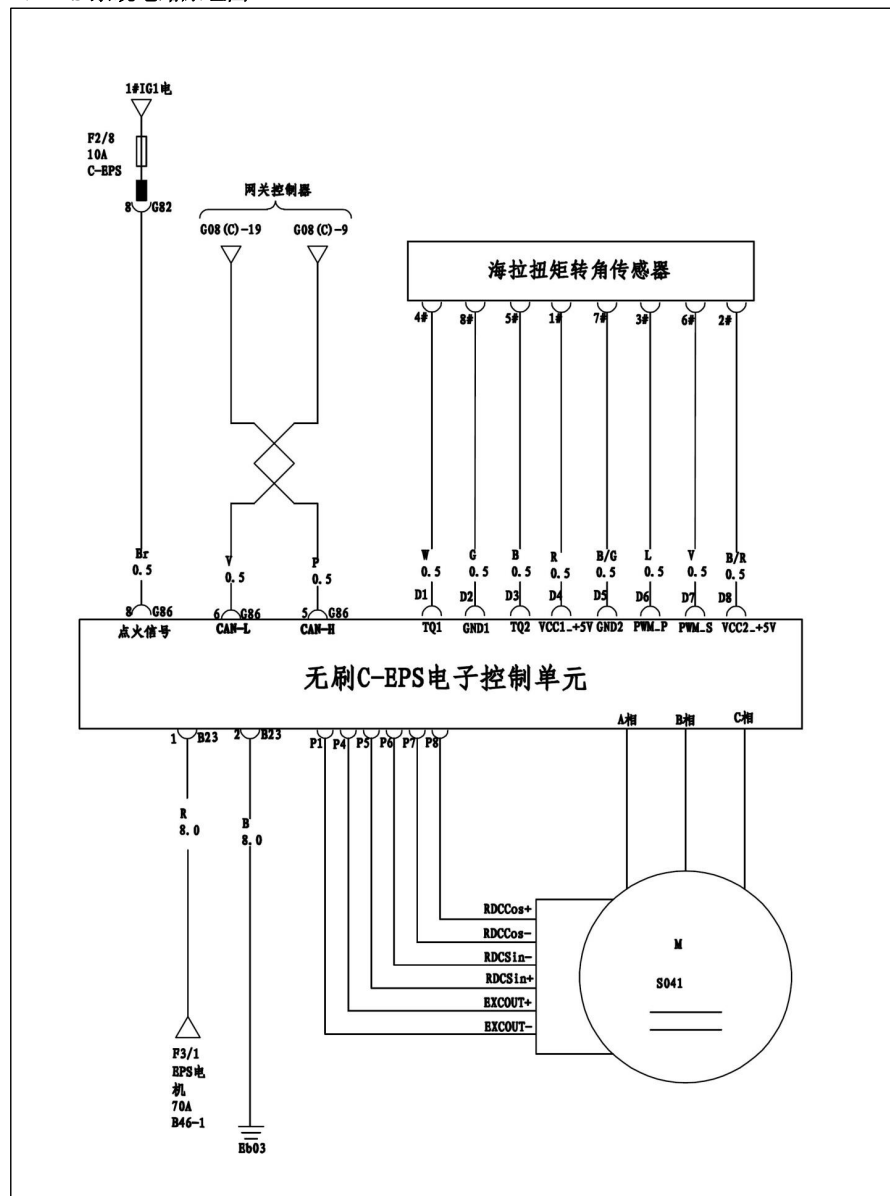 1#IG1电
F2/8
10A
C-EPS
8 G82
网关控制器
G08(C)-19 G08(C)-9
海拉扭矩转角传感器
4# 8# 5# 1# 7# 3# 6# 2#
Br
0.5
V
0.5
P
0.5
W
0.5
G
0.5
B
0.5
R
0.5
B/G
0.5
L
0.5
V
0.5
B/R
0.5
D1 D2 D3 D4 D5 D6 D7 D8
8 G86 6 G86 5 G86
点火信号 CAN-L CAN-H TQ1 GND1 TQ2 VCC1_+5V GND2 PWM_P PWM_S VCC2_+5V
无刷C-EPS电子控制单元
A相 B相 C相
1 B23 2 B23 P1 P4 P5 P6 P7 P8
R
8.0
B
8.0
RDCCos+
RDCCos-
RDCSin-
RDCSin+
EXCOUT+
EXCOUT-
M
S041
F3/1
EPS电
机
70A
B46-1
Eb03